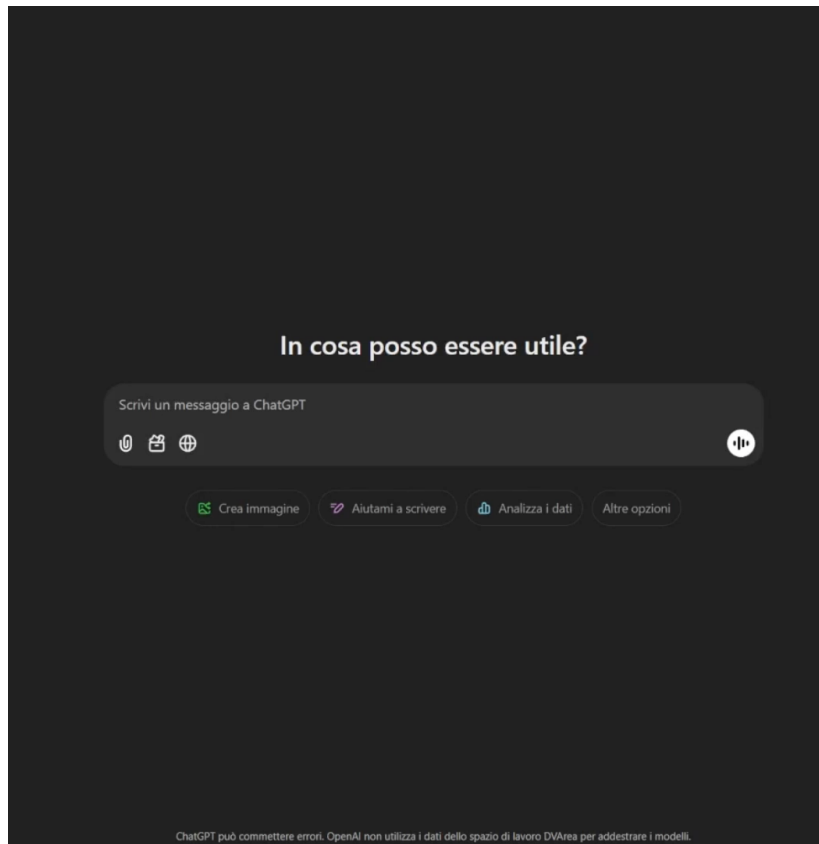 In cosa posso essere utile?
Scrivi un messaggio a ChatGPT
Crea immagine Aiutami a scrivere Analizza i dati Altre opzioni
ChatGPT può commettere errori. OpenAI non utilizza i dati dello spazio di lavoro DVArea per addestrare i modelli.